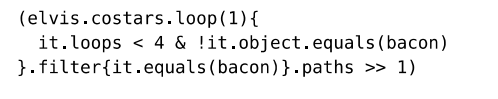 (elvis.costars.loop(1){
  it.loops < 4 & !it.object.equals(bacon)
}.filter{it.equals(bacon)}.paths >> 1)